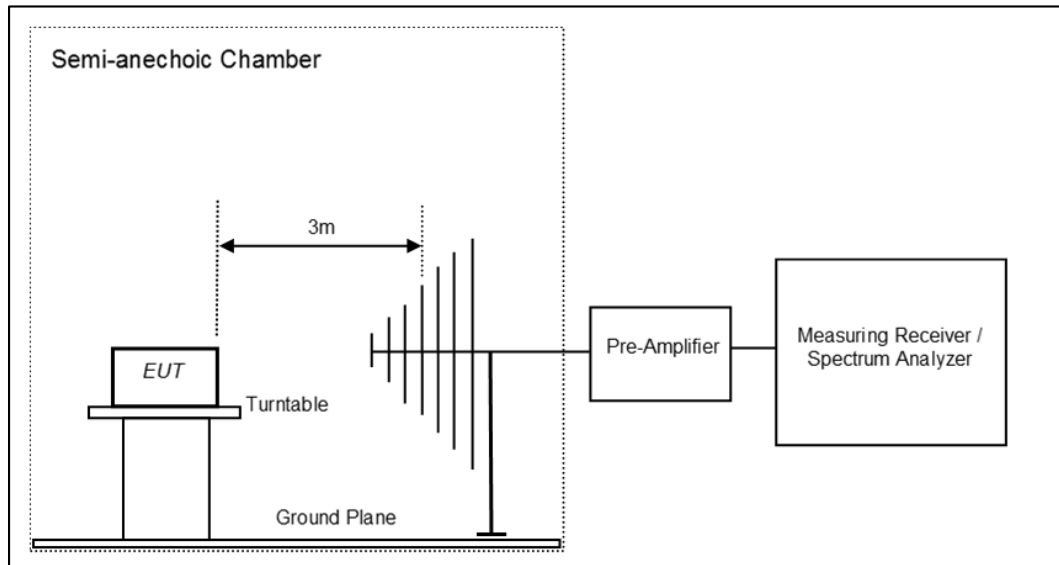 Semi-anechoic Chamber
3m
EUT
Turntable
Ground Plane
Pre-Amplifier
Measuring Receiver /
Spectrum Analyzer